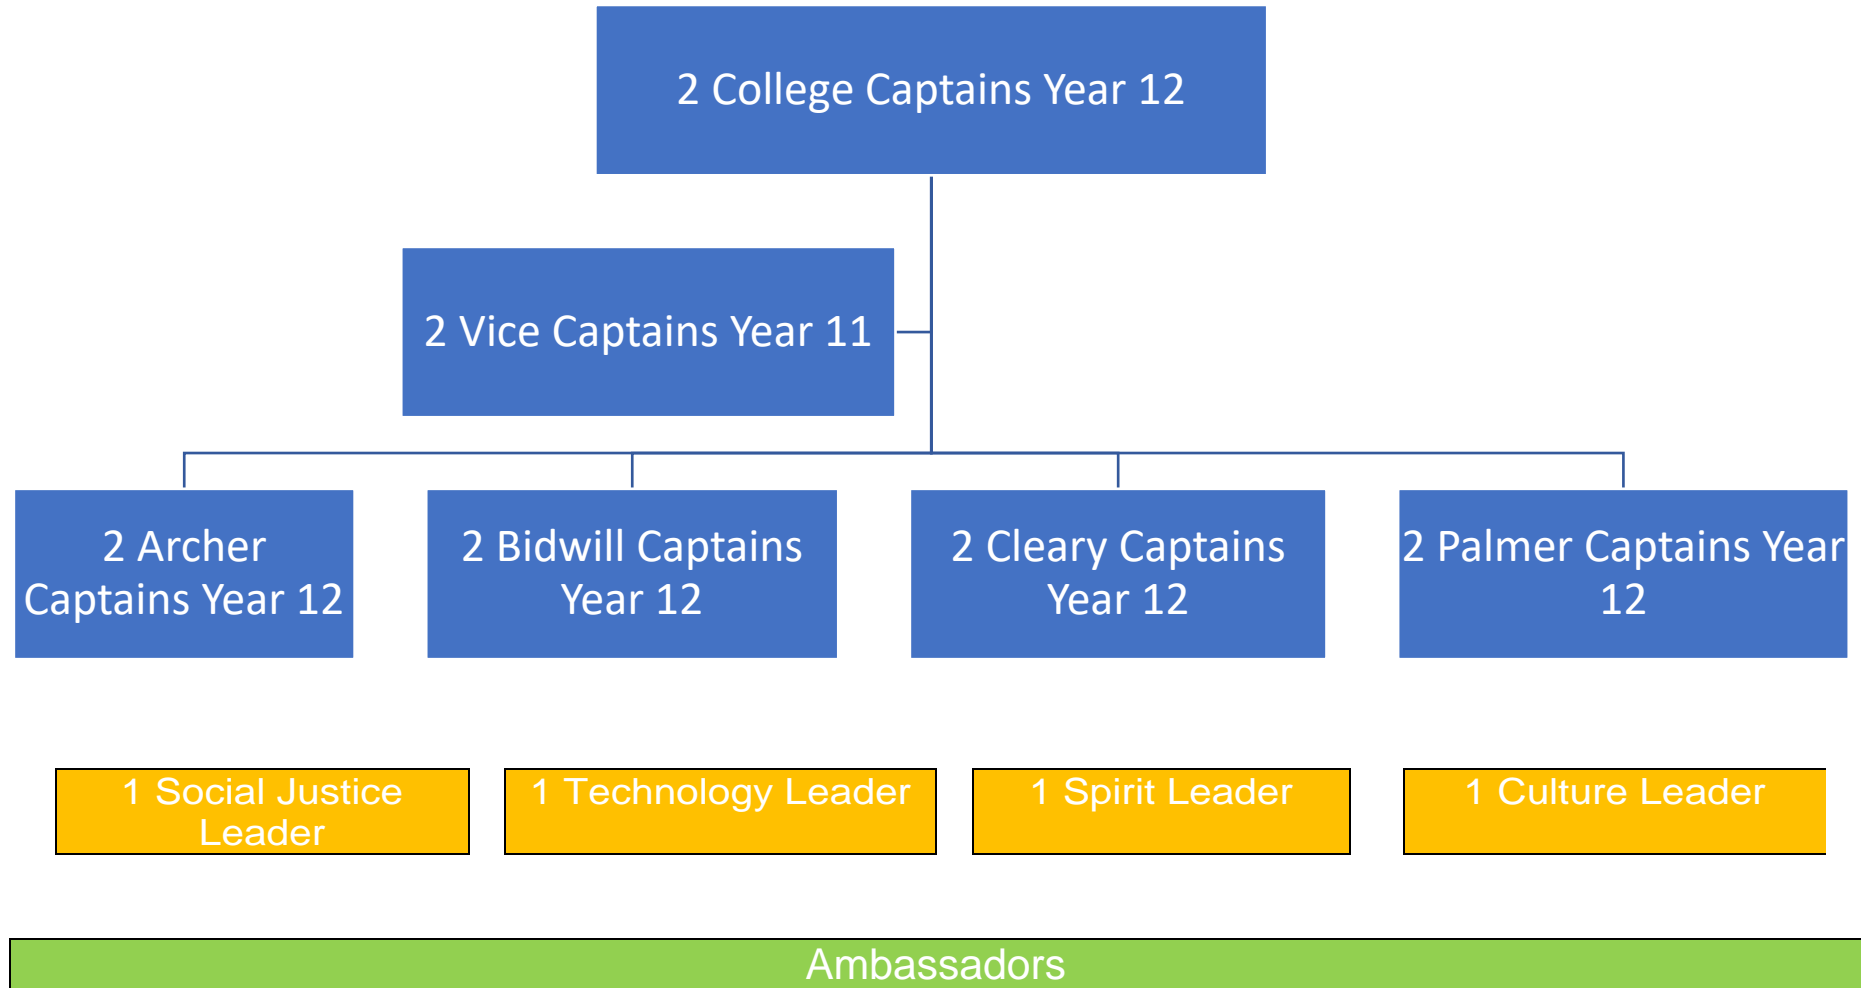 2 College Captains Year 12
2 Vice Captains Year 11
2 Archer
Captains Year 12
2 Bidwill Captains
Year 12
2 Cleary Captains
Year 12
2 Palmer Captains Year
12
1 Social Justice
Leader
1 Technology Leader
1 Spirit Leader
1 Culture Leader
Ambassadors